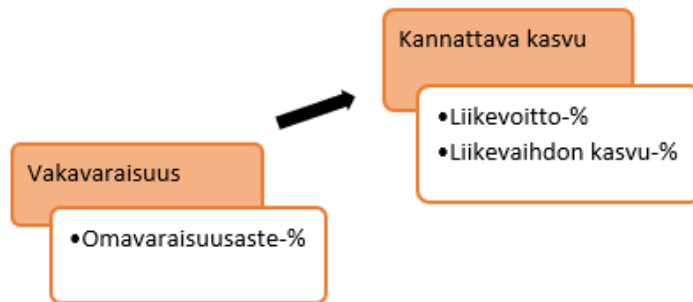 Kannattava kasvu
•Liikevoitto-%
•Liikevaihdon kasvu-%
Vakavaraisuus
•Omavaraisuusaste-%